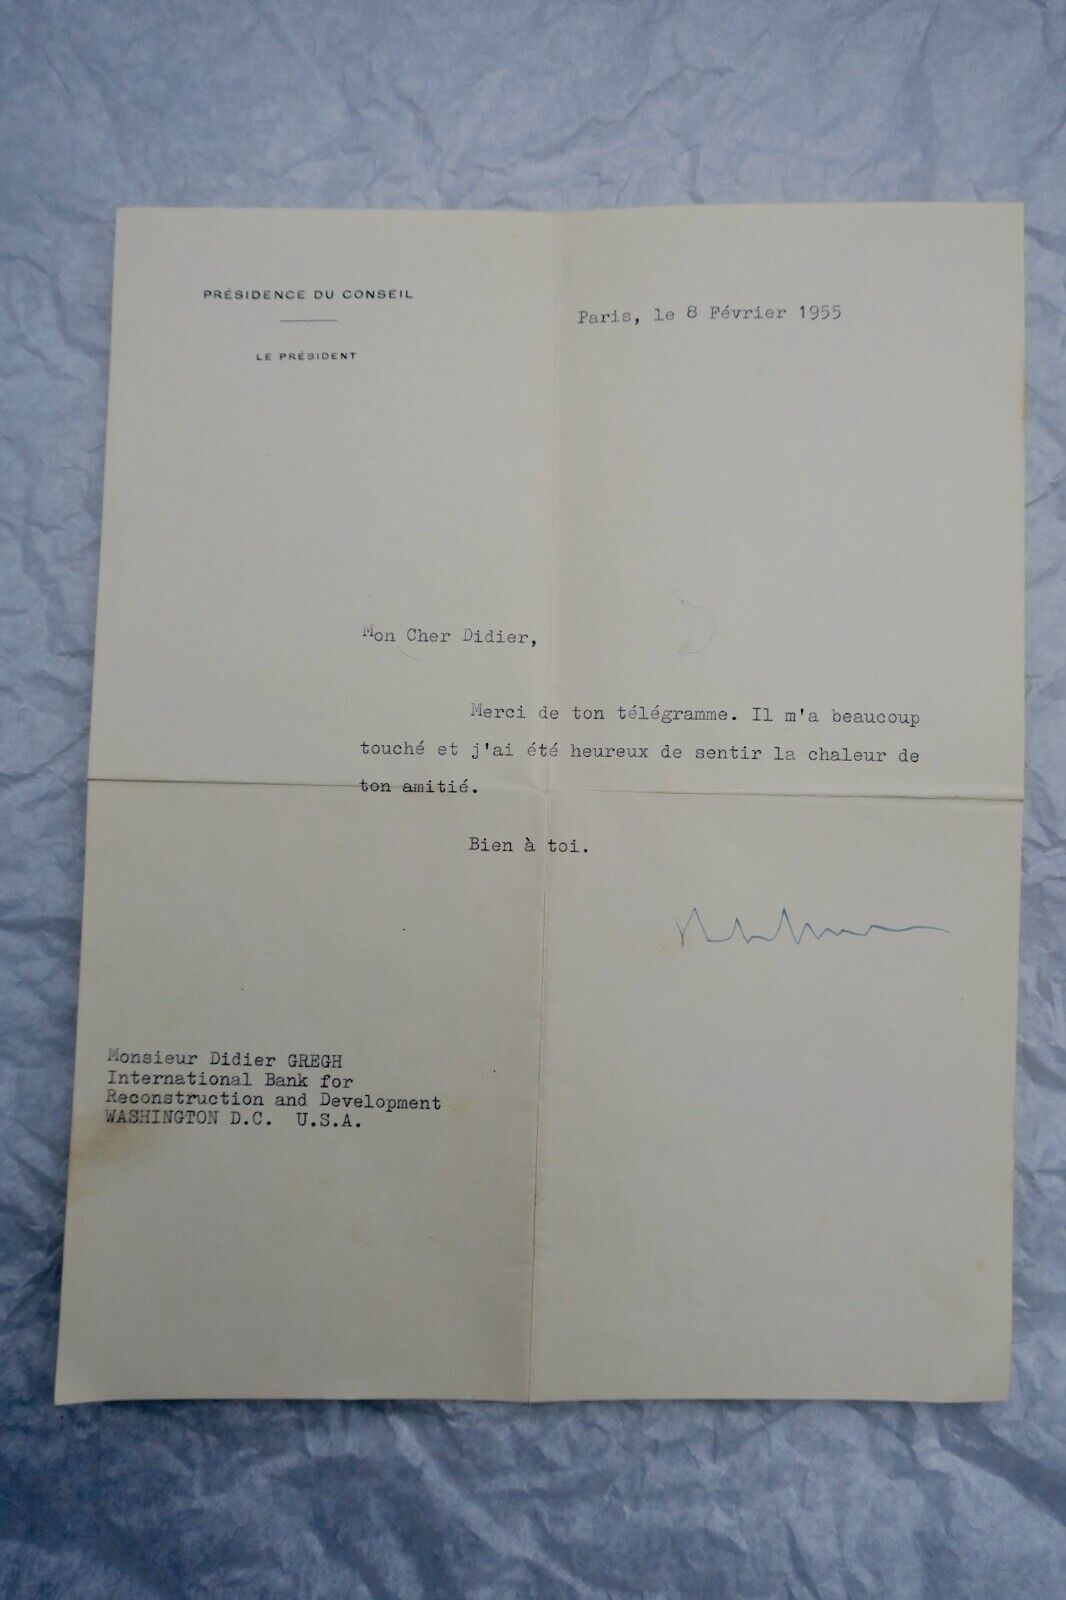 PRÉSIDENCE DU CONSEIL
LE PRÉSIDENT
Paris, le 8 Février 1955
Mon Cher Didier,
Merci de ton télégramme. Il m'a beaucoup
touché et j'ai été heureux de sentir la chaleur de
ton amitié.
Bien à toi.
Monsieur Didier GREGH
International Bank for
Reconstruction and Development
WASHINGTON D.C. U.S.A.